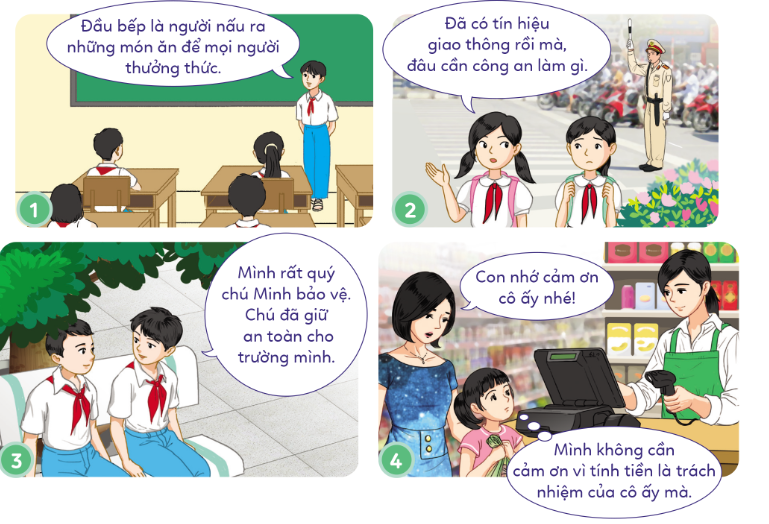 Đầu bếp là người nấu ra
những món ăn để mọi người
thưởng thức.
1
Đã có tín hiệu
giao thông rồi mà,
đâu cần công an làm gì.
2
Mình rất quý
chú Minh bảo vệ.
Chú đã giữ
an toàn cho
trường mình.
3
Con nhớ cảm ơn
cô ấy nhé!
Mình không cần
cảm ơn vì tính tiền là trách
nhiệm của cô ấy mà.
4